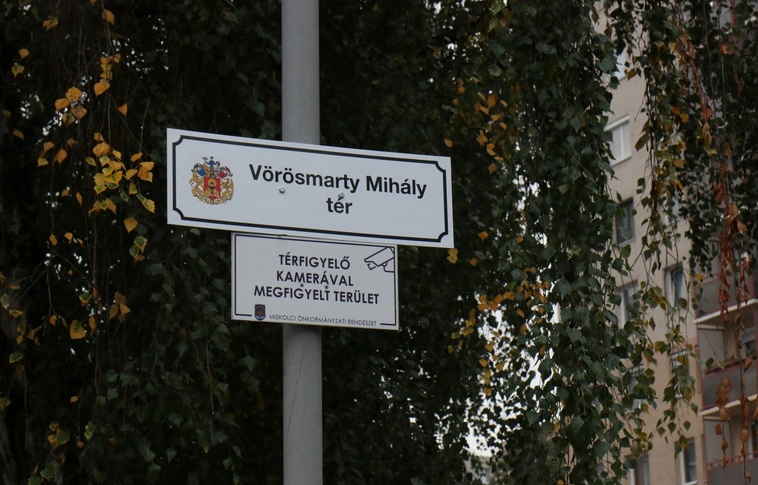 Vörösmarty Mihály
tér
TÉRFIGYELŐ
KAMERÁVAL
MEGFIGYELT TERÜLET
MISKOLCI ÖNKORMÁNYZATI RENDÉSZET